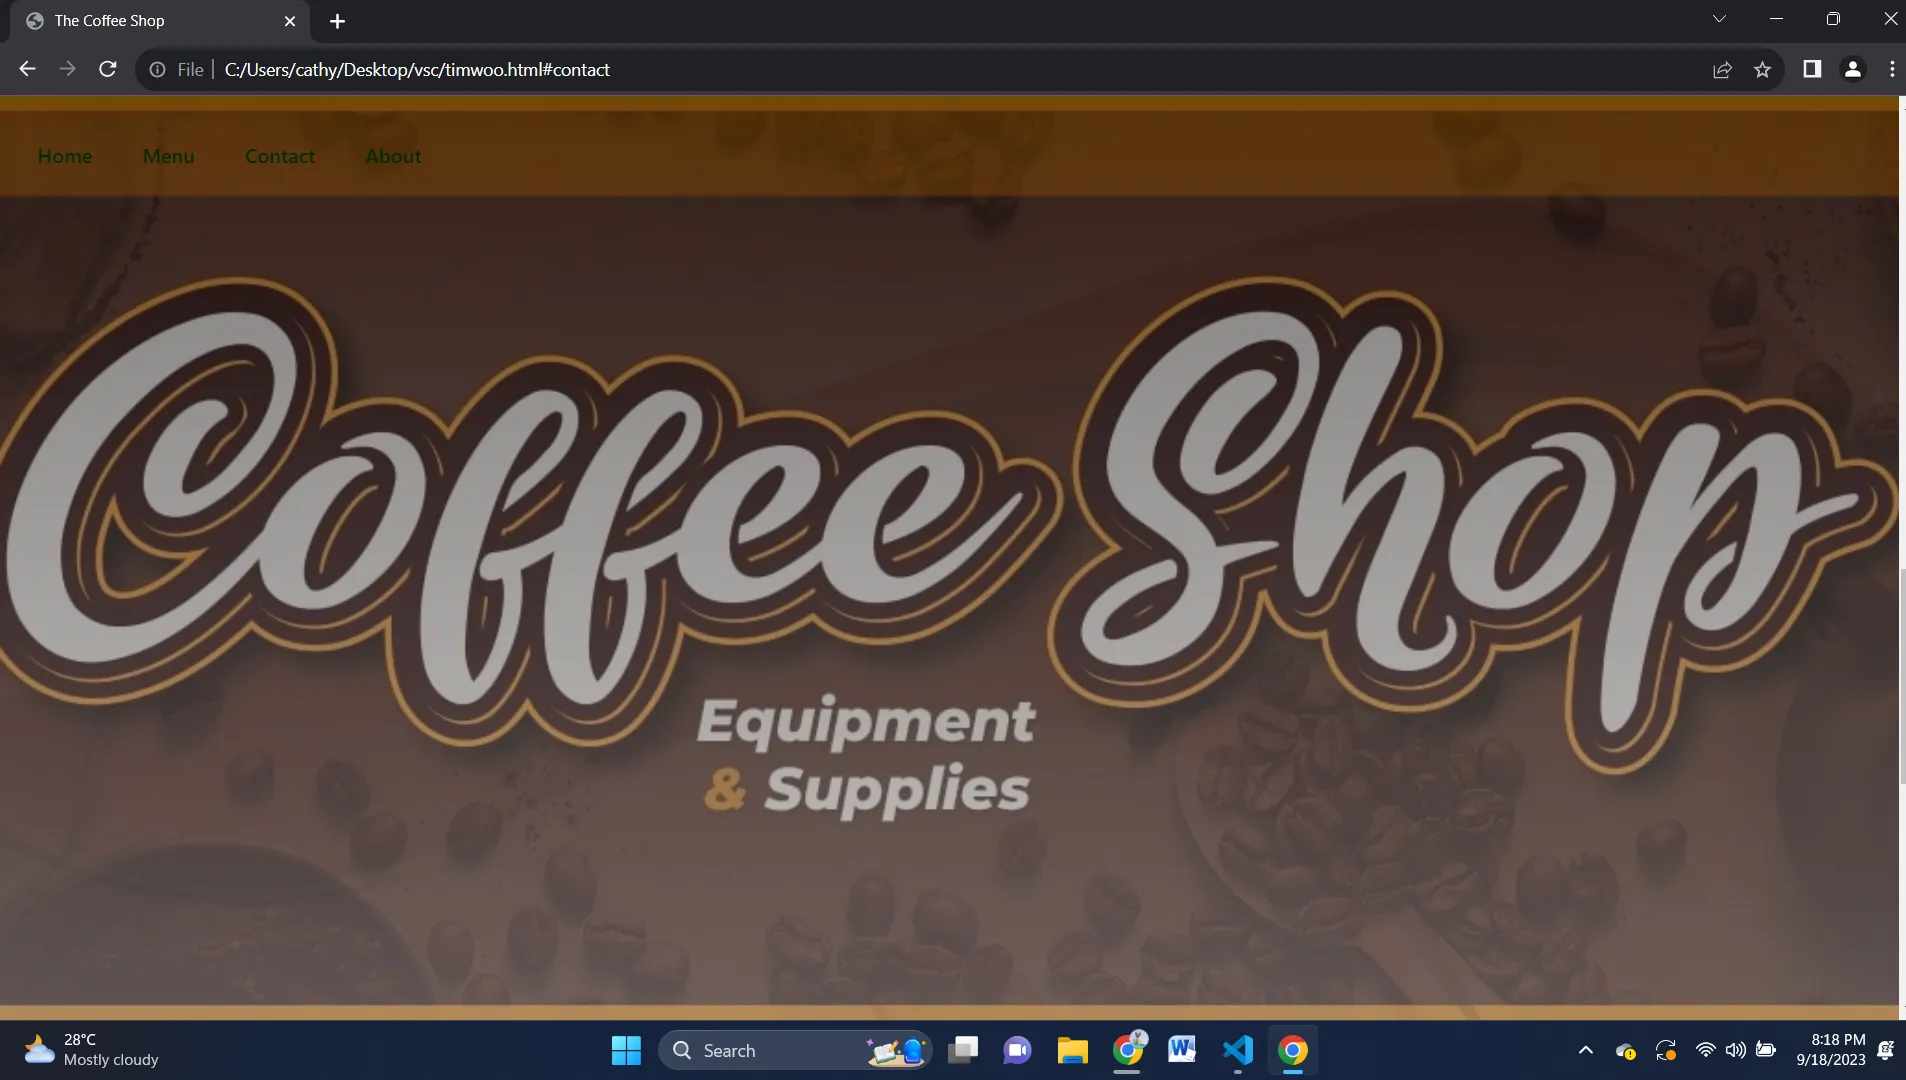 The Coffee Shop
File
C:/Users/cathy/Desktop/vsc/timwoo.html#contact
Home
Menu
Contact
About
Coffee Shop
Equipment
& Supplies
28°C
Mostly cloudy
Search
8:18 PM
9/18/2023